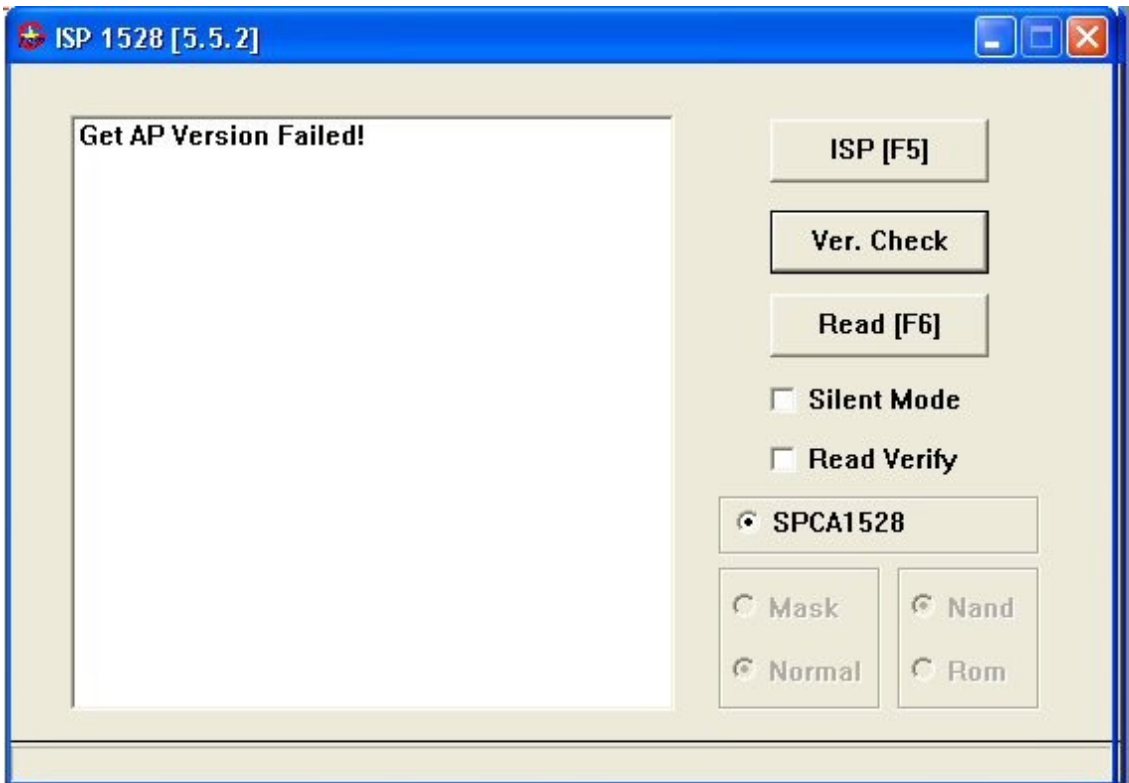 ISP 1528 [5.5.2]
Get AP Version Failed!
ISP [F5]
Ver. Check
Read [F6]
Silent Mode
Read Verify
SPCA1528
Mask
Nand
Normal
Rom